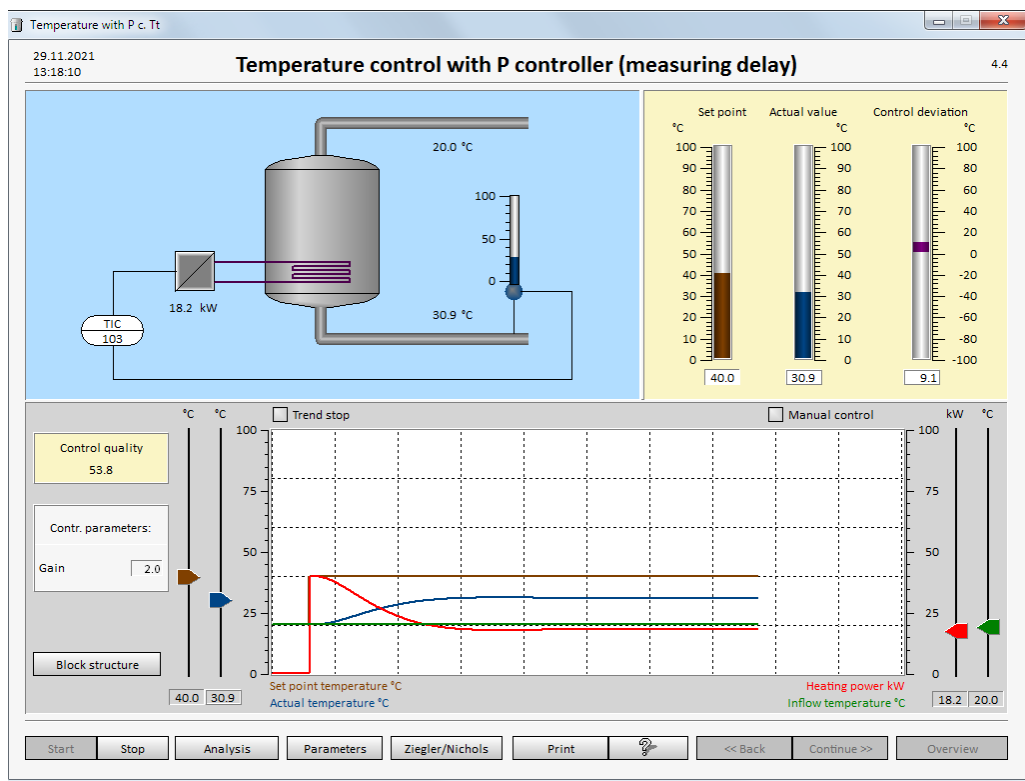 Temperature with P c. Tt
29.11.2021
13:18:10
Temperature control with P controller (measuring delay)
4.4
20.0 °C
100
50
0
18.2 kW
30.9 °C
TIC
103
Set point Actual value Control deviation
°C °C °C
100 100 100
90 90 80
80 80 60
70 70 40
60 60 20
50 50 0
40 40 -20
30 30 -40
20 20 -60
10 10 -80
0 0 -100
40.0 30.9 9.1
°C °C Trend stop Manual control kW °C
Control quality
53.8
Contr. parameters:
Gain 2.0
Block structure
100 100
75 75
50 50
25 25
0 0
40.0 30.9
Set point temperature °C Heating power kW
Actual temperature °C Inflow temperature °C
18.2 20.0
Start Stop Analysis Parameters Ziegler/Nichols Print ? << Back Continue >> Overview